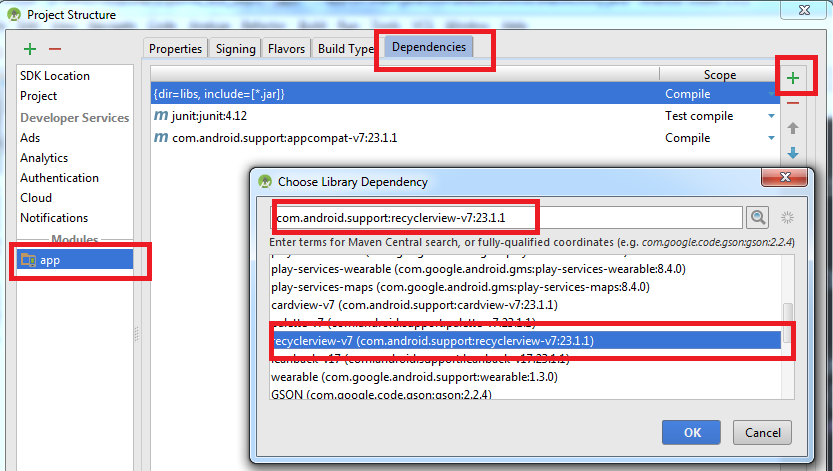 Project Structure
Properties
Signing
Flavors
Build Type
Dependencies
SDK Location
Project
Developer Services
Ads
Analytics
Authentication
Cloud
Notifications
Modules
app
Scope
{dir=libs, include=[*.jar]}
Compile
m junit:junit:4.12
Test compile
m com.android.support:appcompat-v7:23.1.1
Compile
Choose Library Dependency
com.android.support:recyclerview-v7:23.1.1
Enter terms for Maven Central search, or fully-qualified coordinates (e.g. com.google.code.gson:gson:2.2.4)
play-services-wearable (com.google.android.gms:play-services-wearable:8.4.0)
play-services-maps (com.google.android.gms:play-services-maps:8.4.0)
cardview-v7 (com.android.support:cardview-v7:23.1.1)
palette-v7 (com.android.support:palette-v7:23.1.1)
recyclerview-v7 (com.android.support:recyclerview-v7:23.1.1)
leanback-v17 (com.android.support:leanback-v17:23.1.1)
wearable (com.google.android.support:wearable:1.3.0)
GSON (com.google.code.gson:gson:2.2.4)
OK
Cancel